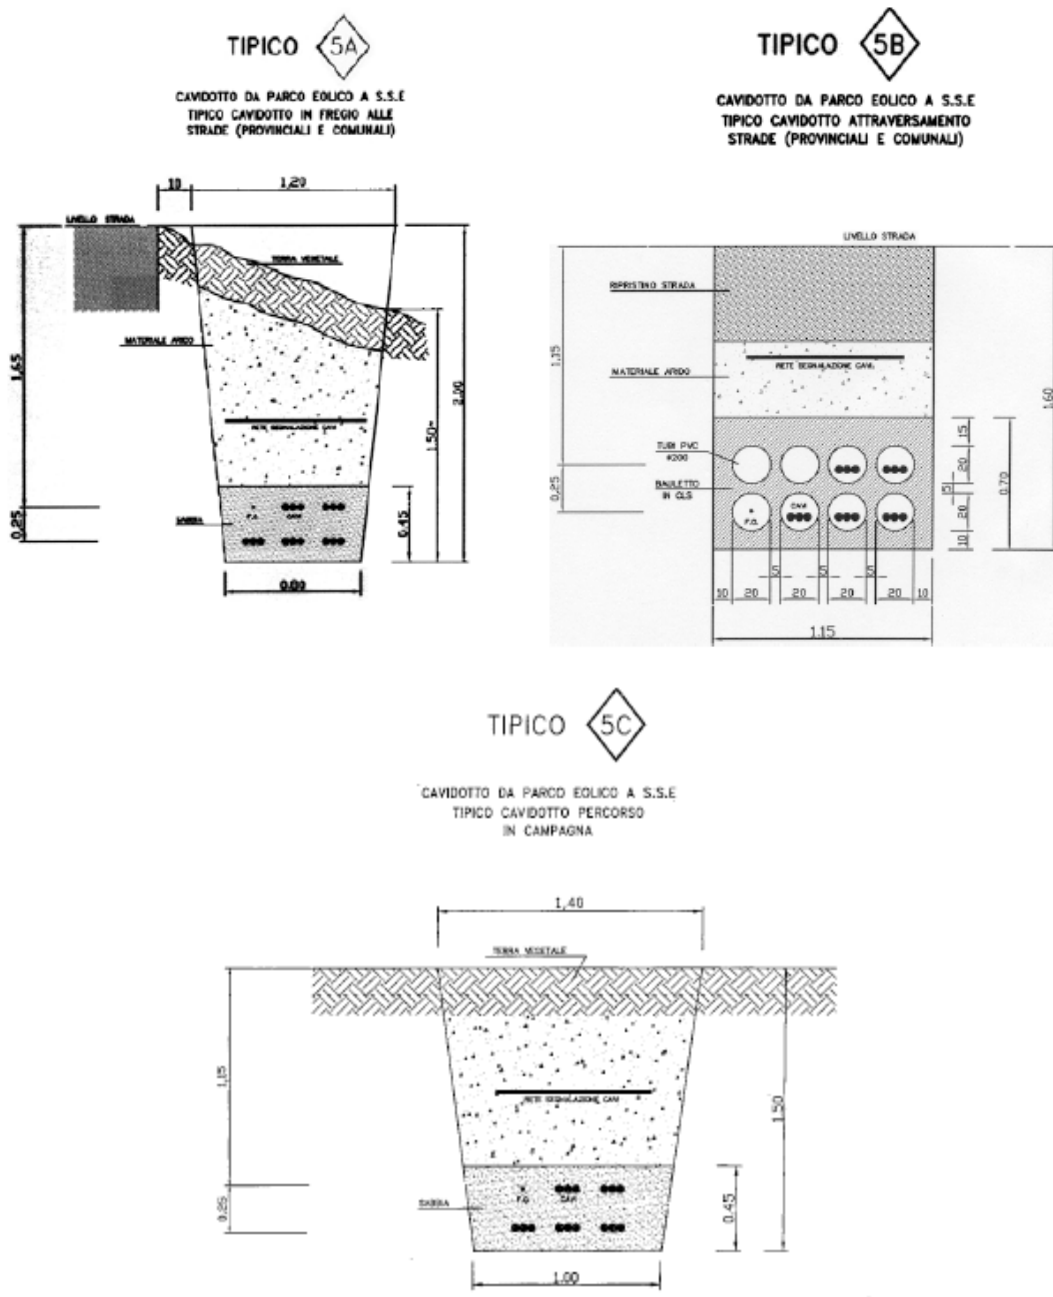 TIPICO 5A
CAVIDOTTO DA PARCO EOLICO A S.S.E
TIPICO CAVIDOTTO IN FREGIO ALLE
STRADE (PROVINCIALI E COMUNALI)
10
1,20
LIVELLO STRADA
TERRA VEGETALE
MATERIALE ARIDO
1,65
2,00
1,50~
RETE SEGNALAZIONE CAVI
SABBIA
F.O.
CAVI
0,25
0,45
0,80
TIPICO 5B
CAVIDOTTO DA PARCO EOLICO A S.S.E
TIPICO CAVIDOTTO ATTRAVERSAMENTO
STRADE (PROVINCIALI E COMUNALI)
LIVELLO STRADA
RIPRISTINO STRADA
1,35
RETE SEGNALAZIONE CAVI
MATERIALE ARIDO
1,60
TUBI PVC
#200
BAULETTO
IN CLS
0,25
F.O.
CAVI
15
20
5
20
10
0,70
5
5
5
10
20
20
20
20
10
1,15
TIPICO 5C
CAVIDOTTO DA PARCO EOLICO A S.S.E
TIPICO CAVIDOTTO PERCORSO
IN CAMPAGNA
1,40
TERRA VEGETALE
1,15
RETE SEGNALAZIONE CAVI
1,50
SABBIA
F.O
CAVI
0,25
0,45
1,00